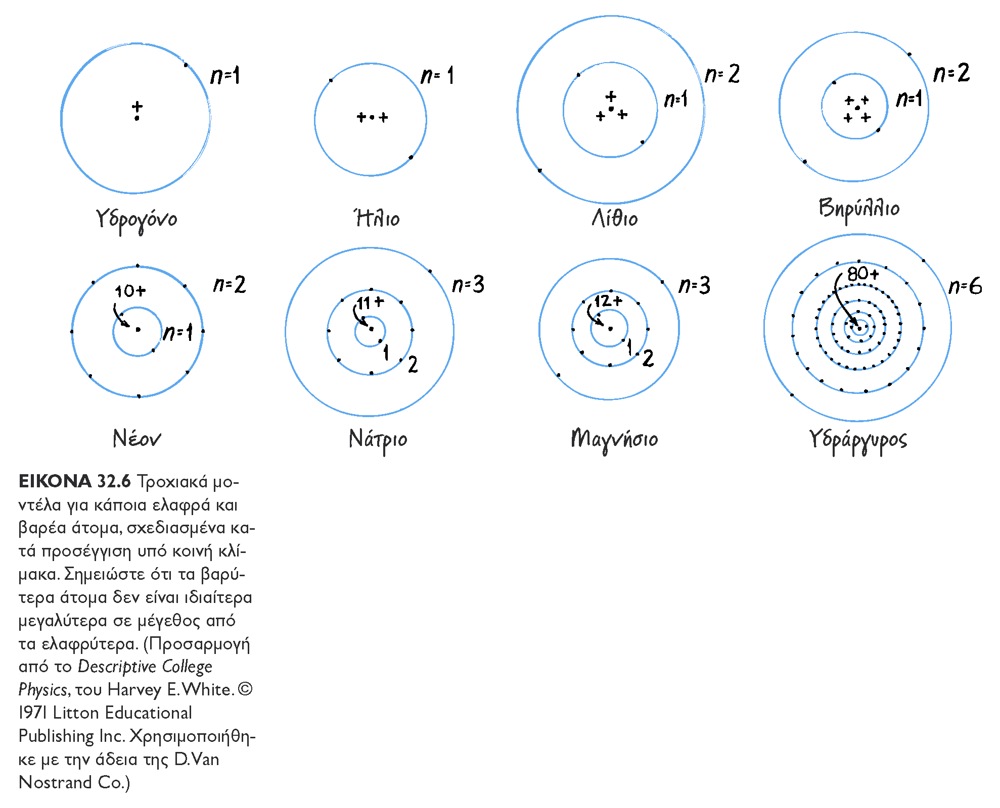 n=1
+
Υδρογόνο
n=1
+ +
Ήλιο
n=2
n=1
+
+ +
Λίθιο
n=2
n=1
+ +
+ +
Βηρύλλιο
n=2
10+
n=1
Νέον
n=3
11+
1
2
Νάτριο
n=3
12+
1
2
Μαγνήσιο
80+
n=6
Υδράργυρος
ΕΙΚΟΝΑ 32.6 Τροχιακά μο-
ντέλα για κάποια ελαφρά και
βαρέα άτομα, σχεδιασμένα κα-
τά προσέγγιση υπό κοινή κλί-
μακα. Σημειώστε ότι τα βαρύ-
τερα άτομα δεν είναι ιδιαίτερα
μεγαλύτερα σε μέγεθος από
τα ελαφρύτερα. (Προσαρμογή
από το Descriptive College
Physics, του Harvey E. White. ©
1971 Litton Educational
Publishing Inc. Χρησιμοποιήθη-
κε με την άδεια της D. Van
Nostrand Co.)